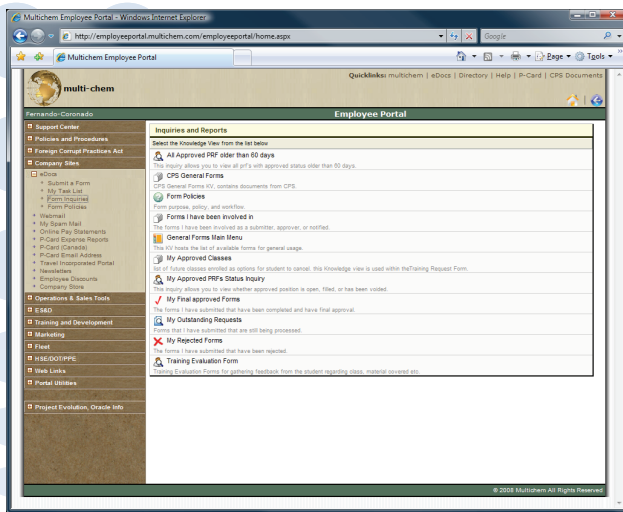 Multichem Employee Portal - Windows Internet Explorer
http://employeeportal.multichem.com/employeeportal/home.aspx
Google
Multichem Employee Portal
Page
Tools
multi-chem
Quicklinks: multichem | eDocs | Directory | Help | P-Card | CPS Documents
Fernando-Coronado
Employee Portal
Support Center
Policies and Procedures
Foreign Corrupt Practices Act
Company Sites
eDocs
Submit a Form
My Task List
Form Inquiries
Form Policies
Webmail
My Spam Mail
Online Pay Statements
P-Card Expense Reports
P-Card (Canada)
P-Card Email Address
Travel Incorporated Portal
Newsletters
Employee Discounts
Company Store
Operations & Sales Tools
ES&D
Training and Development
Marketing
Fleet
HSE/DOT/PPE
Web Links
Portal Utilities
Project Evolution, Oracle Info
Inquiries and Reports
Select the Knowledge View from the list below
All Approved PRF older than 60 days
This inquiry allows you to view all prf's with approved status older than 60 days.
CPS General Forms
CPS General Forms KV, contains documents from CPS.
Form Policies
Form purpose, policy, and workflow.
Forms I have been involved in
The forms I have been involved as a submitter, approver, or notified.
General Forms Main Menu
This KV hosts the list of available forms for general usage.
My Approved Classes
list of future classes enrolled as options for student to cancel. this Knowledge view is used within theTraining Request Form.
My Approved PRFs Status Inquiry
This inquiry allows you to view whether approved position is open, filled, or has been voided.
My Final approved Forms
The forms I have submitted that have been completed and have final approval.
My Outstanding Requests
Forms that I have submitted that are still being processed.
My Rejected Forms
The forms I have submitted that have been rejected.
Training Evaluation Form
Training Evaluation Forms for gathering feedback from the student regarding class, material covered etc.
© 2008 Multichem All Rights Reserved